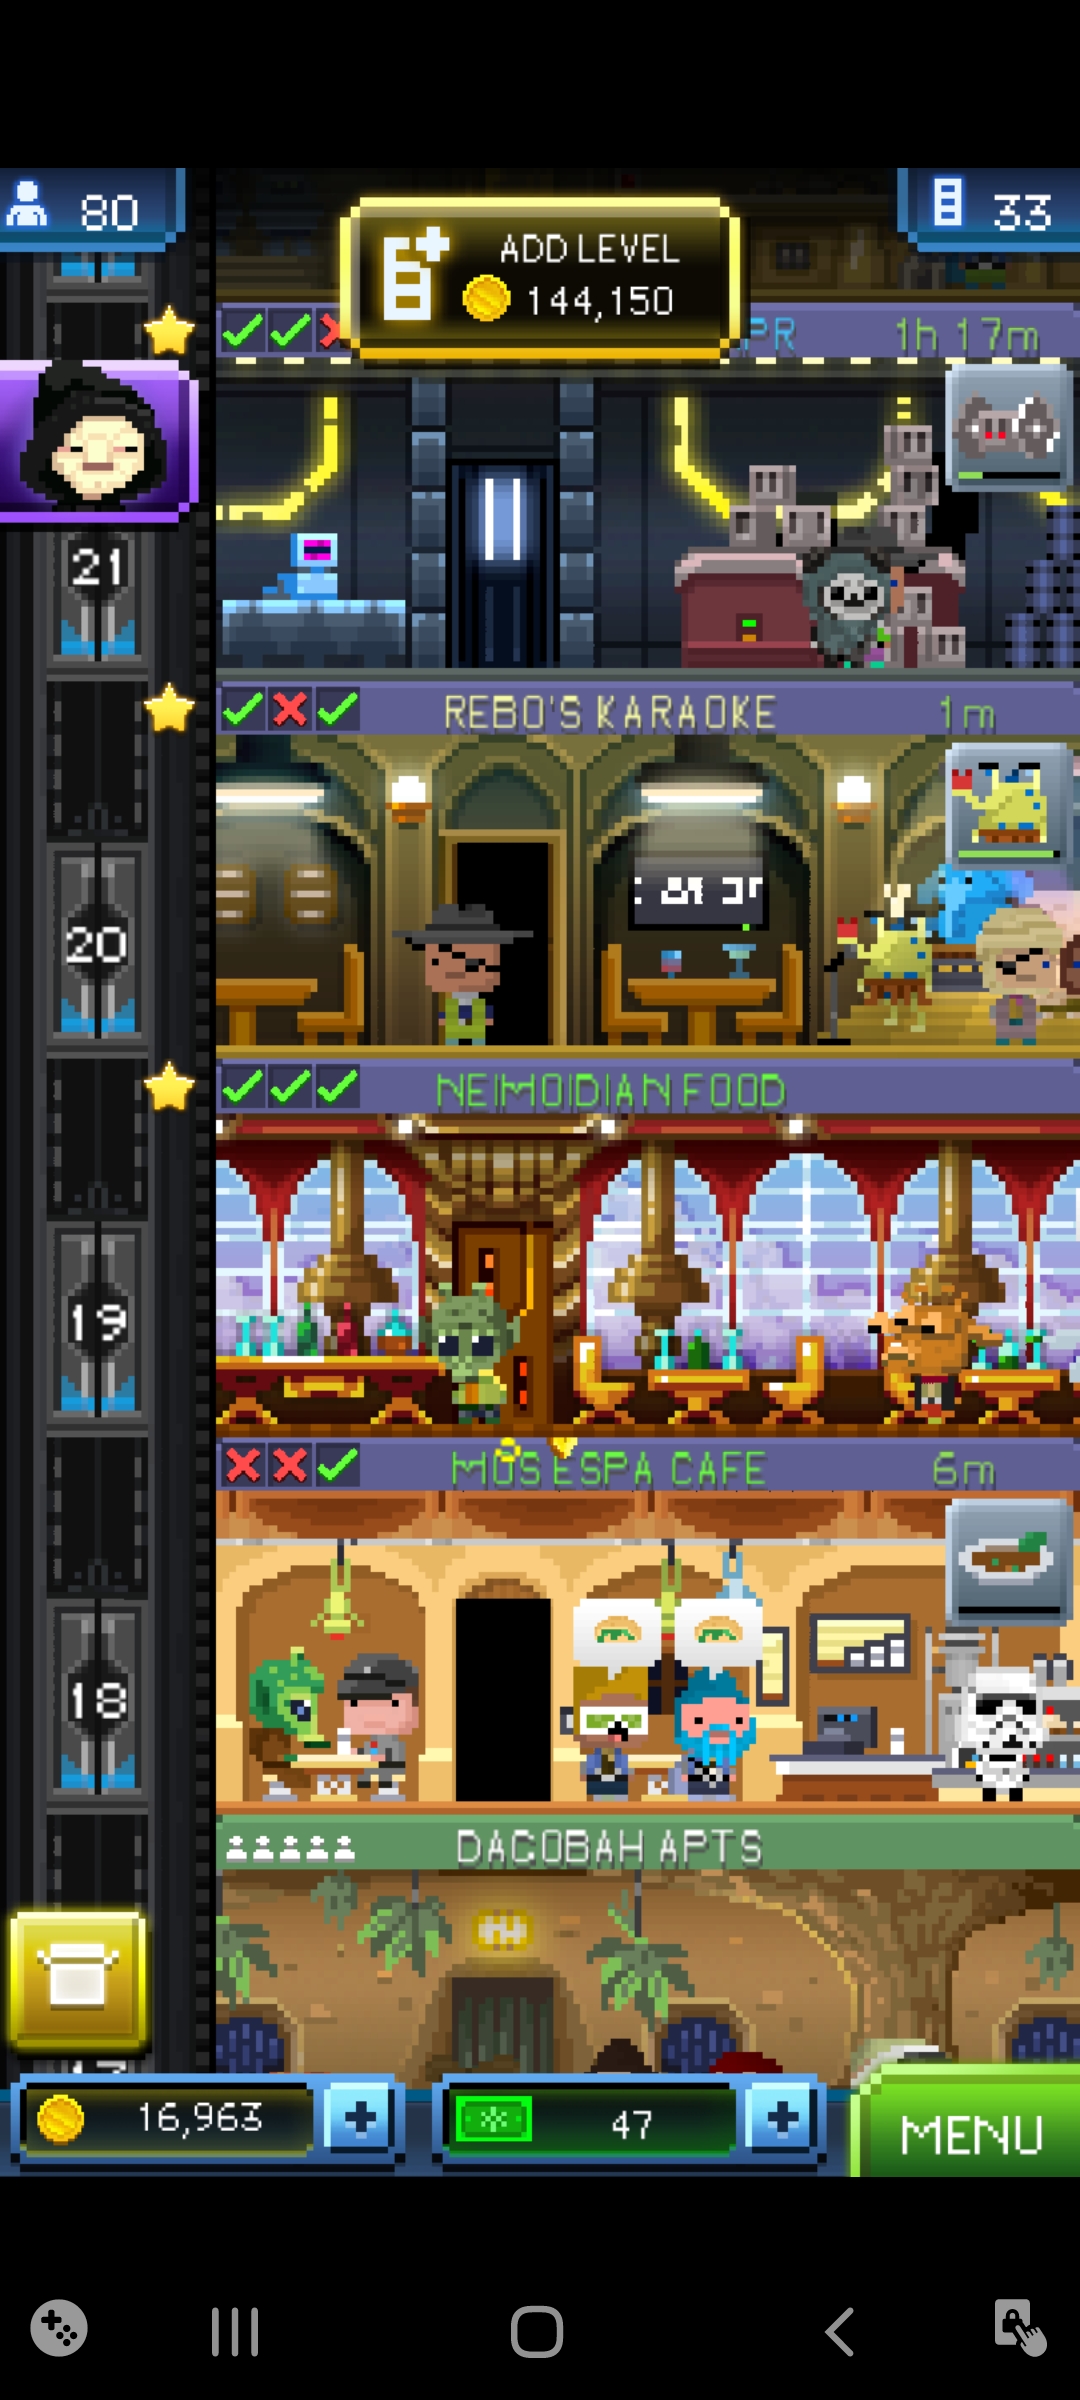 80
33
ADD LEVEL
144,150
PR
1h 17m
21
REBO'S KARAOKE
1m
20
NEIMOIDIAN FOOD
19
MOS ESPA CAFE
6m
18
DAGOBAH APTS
16,963
47
MENU